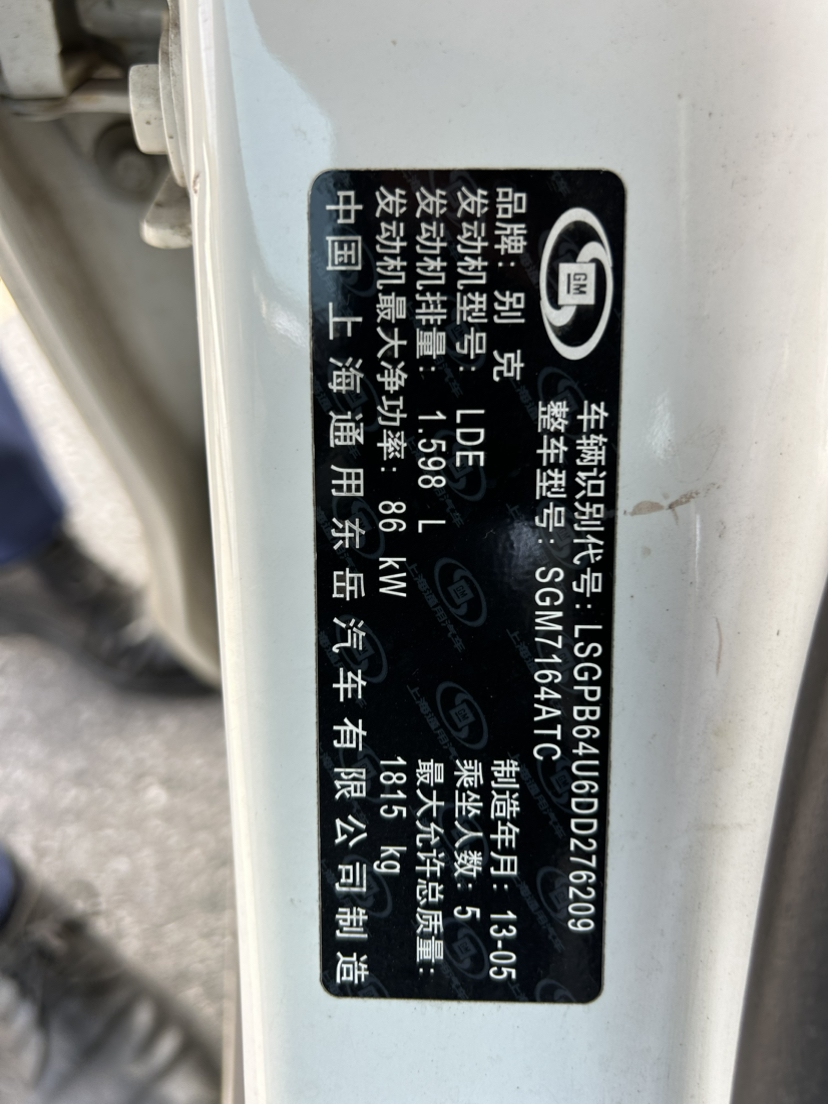 GM
车辆识别代号: LSGPB64U6DD276209
整车型号: SGM7164ATC
品牌: 别 克
制造年月: 13-05
发动机型号: LDE
乘坐人数: 5
发动机排量: 1.598 L
最大允许总质量:
发动机最大净功率: 86 kW
1815 kg
中国 上海通用东岳汽车有限公司制造